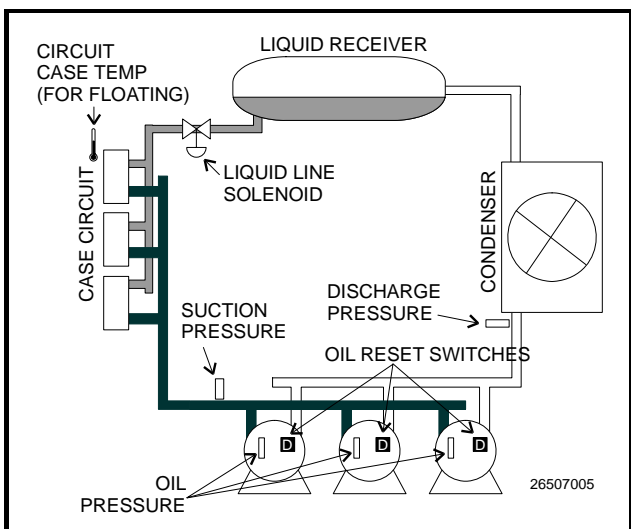 CIRCUIT
CASE TEMP
(FOR FLOATING)
LIQUID RECEIVER
LIQUID LINE
SOLENOID
CASE CIRCUIT
CONDENSER
SUCTION
PRESSURE
DISCHARGE
PRESSURE
OIL RESET SWITCHES
D
D
D
OIL
PRESSURE
26507005